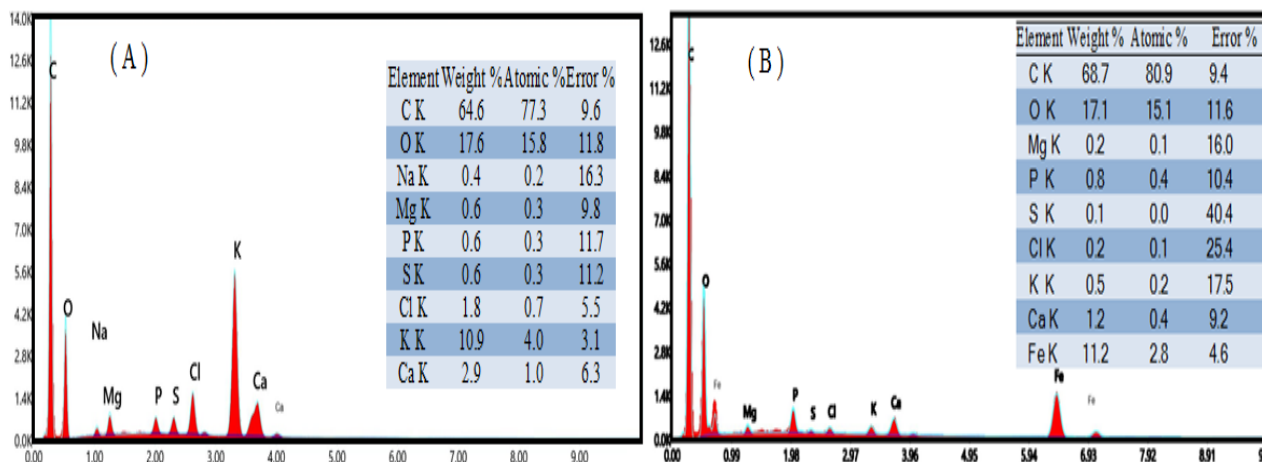 (A)
14.0K
12.6K
11.2K
9.8K
8.4K
7.0K
5.6K
4.2K
2.8K
1.4K
0.0K
C
O
Na
Mg
P
S
Cl
K
Ca
Ca
0.00 1.00 2.00 3.00 4.00 5.00 6.00 7.00 8.00 9.00
Element Weight % Atomic % Error %
C K 64.6 77.3 9.6
O K 17.6 15.8 11.8
Na K 0.4 0.2 16.3
Mg K 0.6 0.3 9.8
P K 0.6 0.3 11.7
S K 0.6 0.3 11.2
Cl K 1.8 0.7 5.5
K K 10.9 4.0 3.1
Ca K 2.9 1.0 6.3
(B)
12.6K
11.2K
9.8K
8.4K
7.0K
5.6K
4.2K
2.8K
1.4K
0.0K
C
O
Fe
Mg
P
S
Cl
K
Ca
Fe
Fe
0.00 0.99 1.98 2.97 3.96 4.95 5.94 6.93 7.92 8.91
Element Weight % Atomic % Error %
C K 68.7 80.9 9.4
O K 17.1 15.1 11.6
Mg K 0.2 0.1 16.0
P K 0.8 0.4 10.4
S K 0.1 0.0 40.4
Cl K 0.2 0.1 25.4
K K 0.5 0.2 17.5
Ca K 1.2 0.4 9.2
Fe K 11.2 2.8 4.6